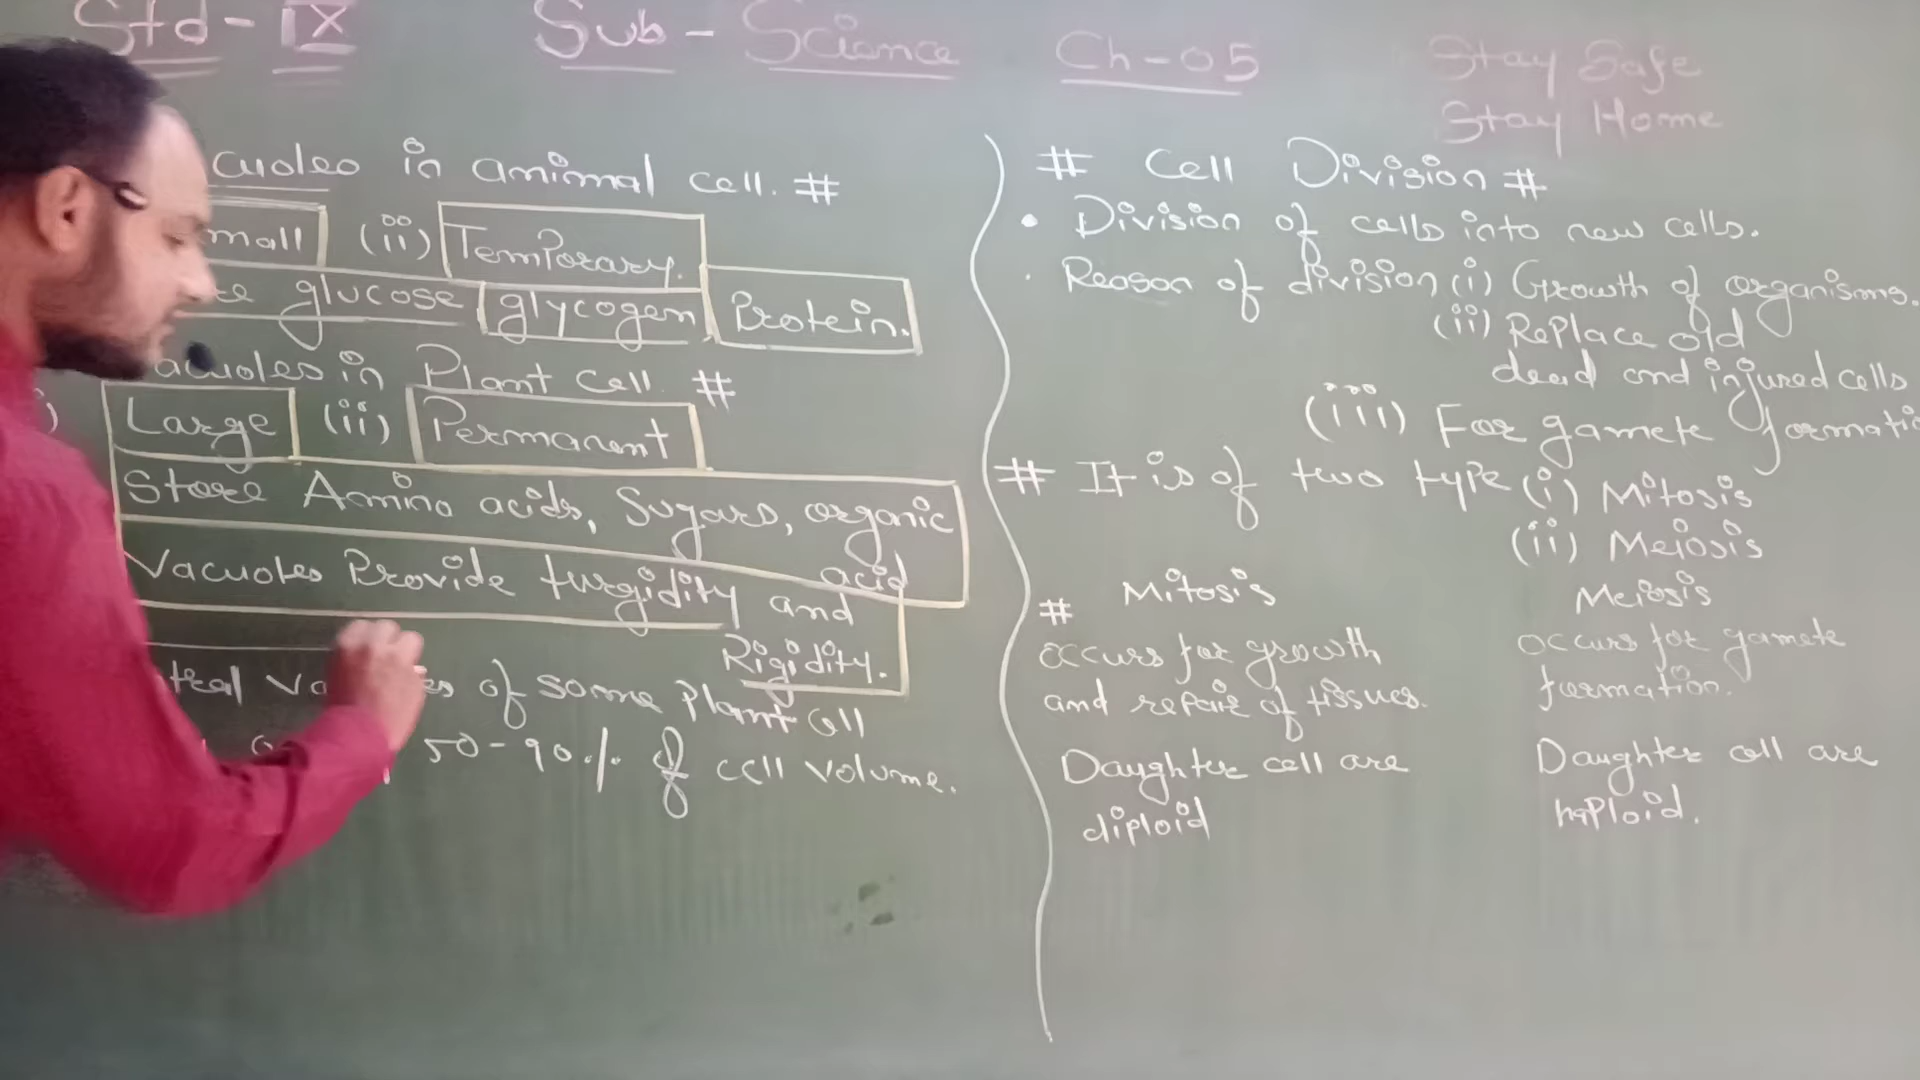 Std - IX Sub - Science Ch - 05
Stay Safe
Stay Home
in animal cell. #
(ii) Temporary.
glucose glycogen Protein.
in Plant Cell #
Large (ii) Permanent
Store Amino acids, Sugars, organic
acid
Vacuoles Provide turgidity and
Rigidity.
of some Plant Cell
50-90% of cell volume.
# Cell Division #
• Division of cells into new cells.
• Reason of division (i) Growth of organisms.
(ii) Replace old
dead and injured cells
(iii) For gamete
# It is of two type (i) Mitosis
(ii) Meiosis
# Mitosis
occurs for growth
and repair of tissues.
Daughter cell are
diploid
Meiosis
occurs for gamete
formation.
Daughter cell are
haploid.